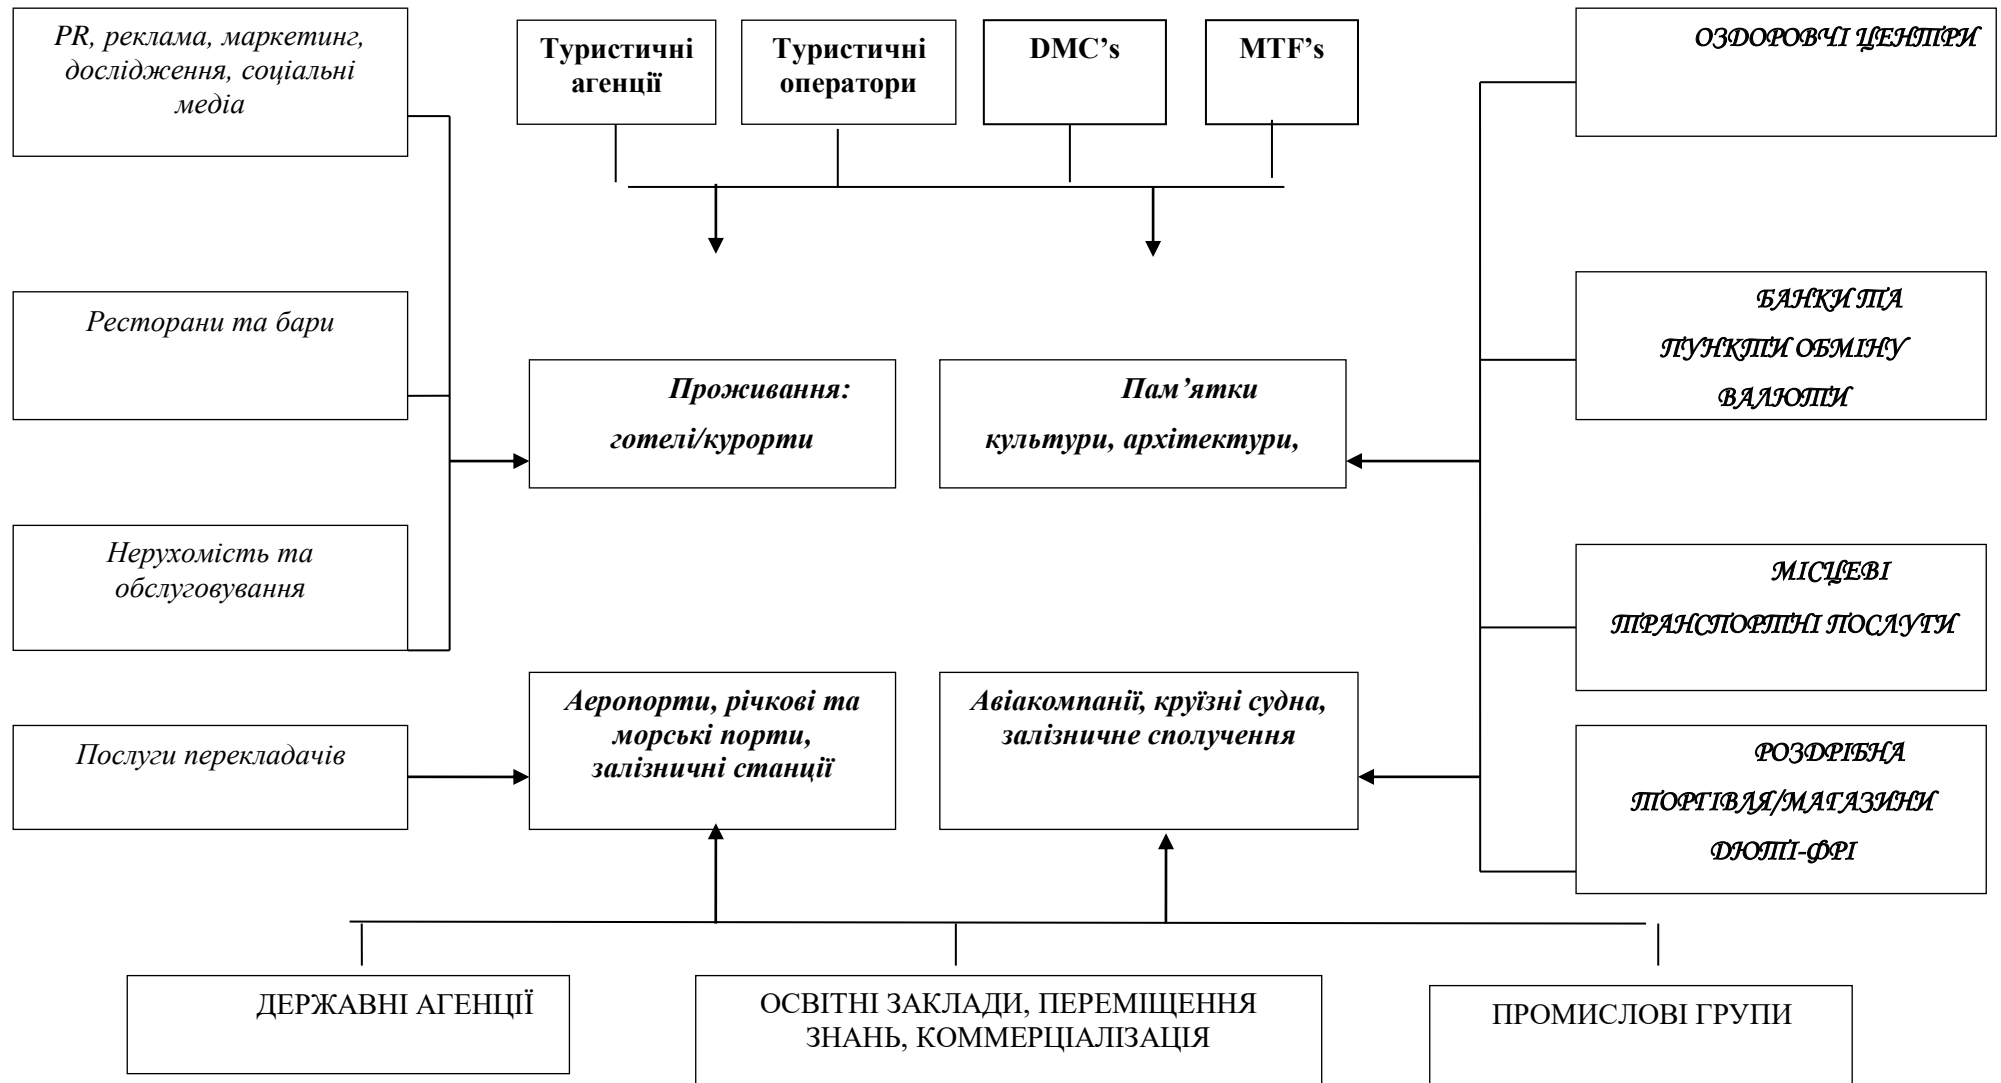 PR, реклама, маркетинг,
дослідження, соціальні
медіа
Туристичні
агенції
Туристичні
оператори
DMC’s
MTF’s
ОЗДОРОВЧІ ЦЕНТРИ
Ресторани та бари
БАНКИ ТА
ПУНКТИ ОБМІНУ
ВАЛЮТИ
Проживання:
готелі/курорти
Пам’ятки
культури, архітектури,
Нерухомість та
обслуговування
МІСЦЕВІ
ТРАНСПОРТНІ ПОСЛУГИ
Послуги перекладачів
Аеропорти, річкові та
морські порти,
залізничні станції
Авіакомпанії, круїзні судна,
залізничне сполучення
РОЗДРІБНА
ТОРГІВЛЯ/МАГАЗИНИ
ДЮТІ-ФРІ
ДЕРЖАВНІ АГЕНЦІЇ
ОСВІТНІ ЗАКЛАДИ, ПЕРЕМІЩЕННЯ
ЗНАНЬ, КОММЕРЦІАЛІЗАЦІЯ
ПРОМИСЛОВІ ГРУПИ